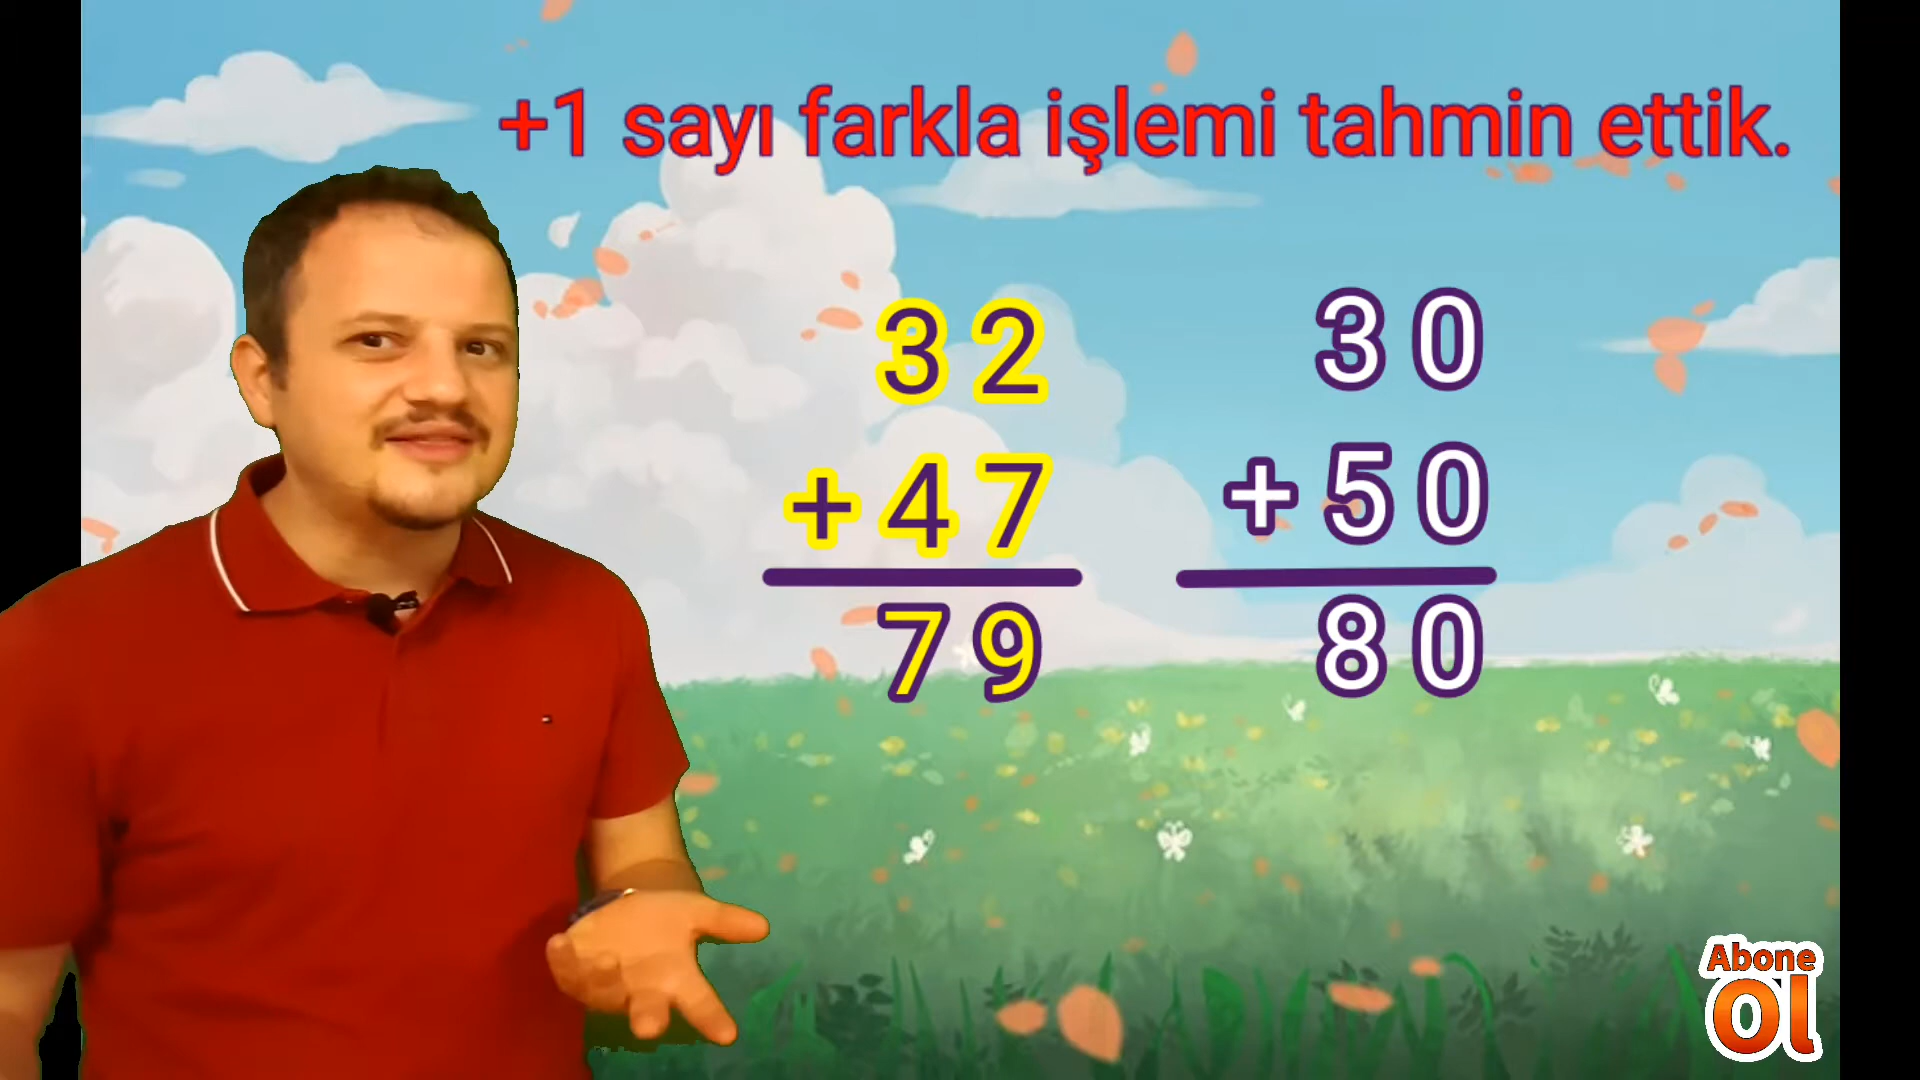 +1 sayı farkla işlemi tahmin ettik.
32
+47
79
30
+50
80
Abone
Ol